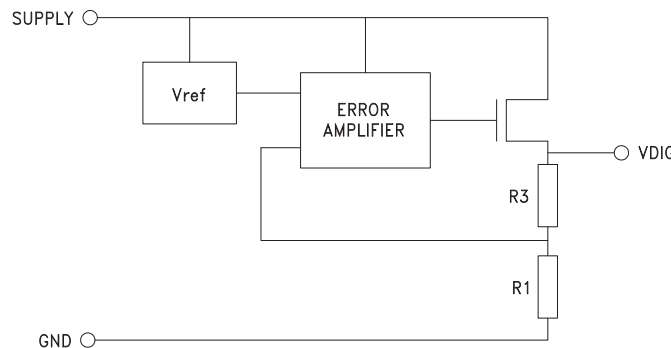 SUPPLY
Vref
ERROR
AMPLIFIER
VDIG
R3
R1
GND